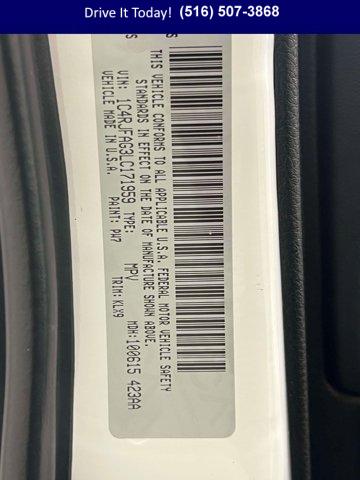 Drive It Today! (516) 507-3868
S
THIS VEHICLE CONFORMS TO ALL APPLICABLE U.S.A. FEDERAL MOTOR VEHICLE SAFETY
STANDARDS IN EFFECT ON THE DATE OF MANUFACTURE SHOWN ABOVE.
VIN: 1C4RJFAG3LC171959 TYPE: MPV MDH: 100615 423AA
VEHICLE MADE IN U.S.A. PAINT: PW7 TRIM: KLX9